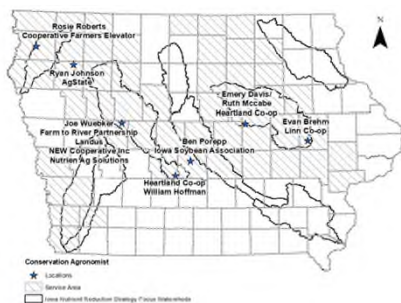 N
Rosie Roberts
Cooperative Farmers Elevator
Ryan Johnson
AgState
Emery Davis/
Ruth Mccabe
Heartland Co-op
Evan Brehm
Linn Co-op
Joe Wuebker
Farm to River Partnership
Landus
NEW Cooperative Inc
Nutrien Ag Solutions
Ben Porepp
Iowa Soybean Association
Heartland Co-op
William Hoffman
Conservation Agronomist
Locations
Service Area
Iowa Nutrient Reduction Strategy Focus Watersheds